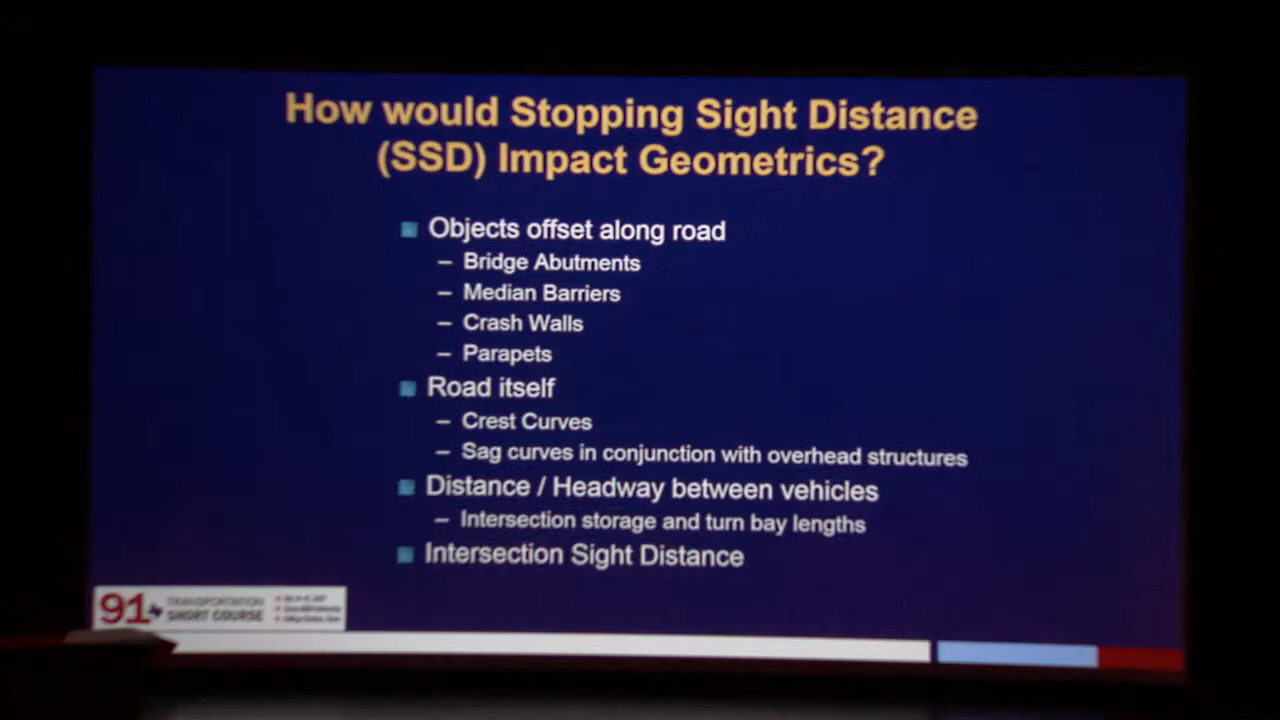 How would Stopping Sight Distance
(SSD) Impact Geometrics?
Objects offset along road
– Bridge Abutments
– Median Barriers
– Crash Walls
– Parapets
Road itself
– Crest Curves
– Sag curves in conjunction with overhead structures
Distance / Headway between vehicles
– Intersection storage and turn bay lengths
Intersection Sight Distance
91
TRANSPORTATION
SHORT COURSE